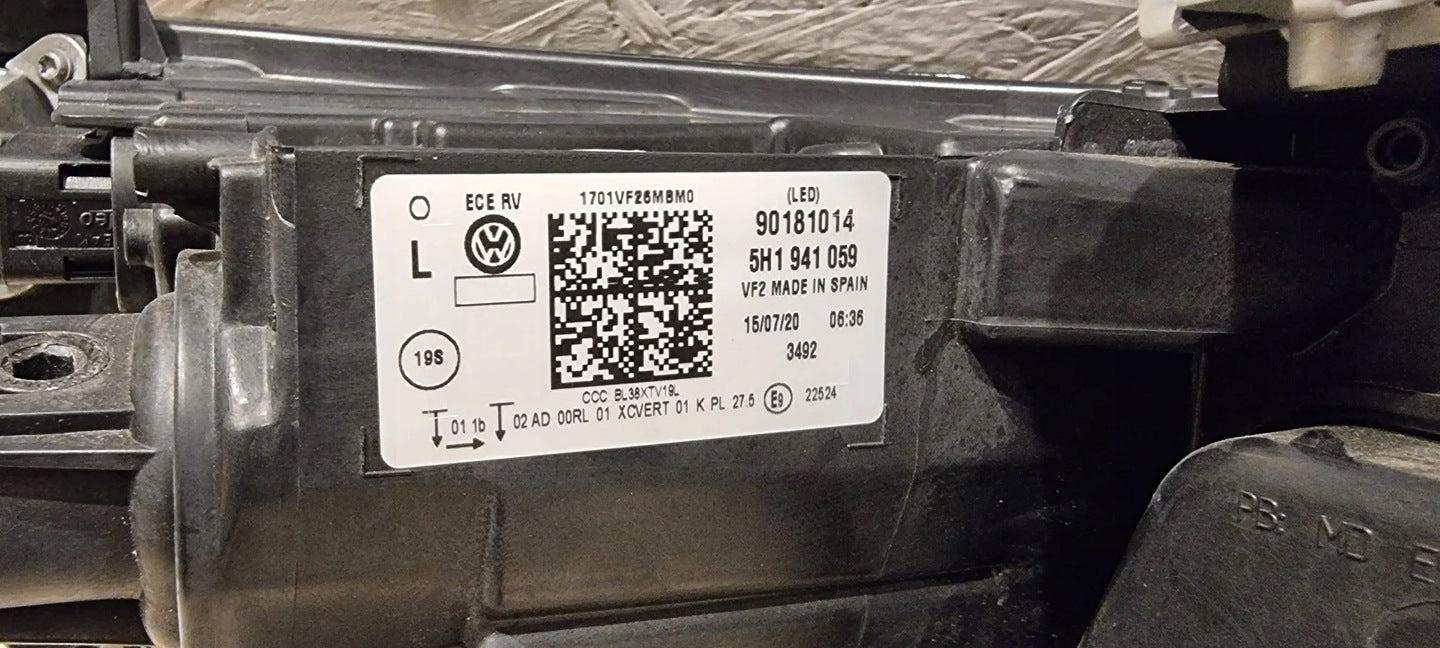 O
L
ECE RV
19S
1701VF26MBM0
(LED)
90181014
5H1 941 059
VF2 MADE IN SPAIN
15/07/20 06:36
3492
CCC BL38XTV19L
01 1b 02 AD 00RL 01 XCVERT 01 K PL 27.5 E9 22524
PB: MD